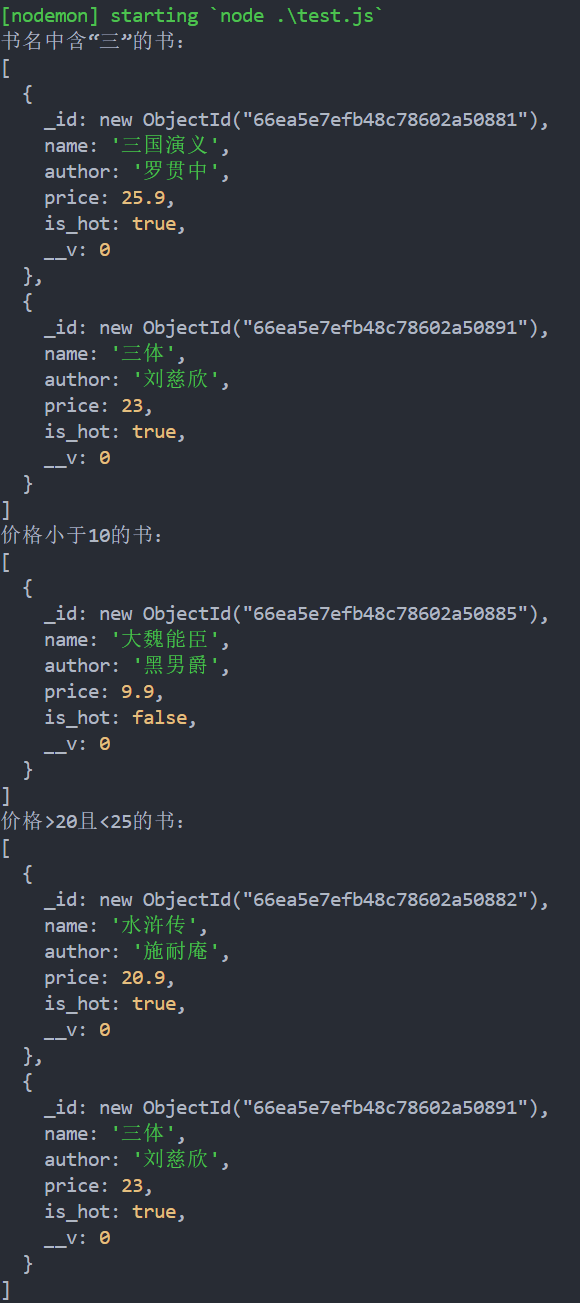 [nodemon] starting `node .\test.js`
书名中含“三”的书：
[
  {
    _id: new ObjectId("66ea5e7efb48c78602a50881"),
    name: '三国演义',
    author: '罗贯中',
    price: 25.9,
    is_hot: true,
    __v: 0
  },
  {
    _id: new ObjectId("66ea5e7efb48c78602a50891"),
    name: '三体',
    author: '刘慈欣',
    price: 23,
    is_hot: true,
    __v: 0
  }
]
价格小于10的书：
[
  {
    _id: new ObjectId("66ea5e7efb48c78602a50885"),
    name: '大魏能臣',
    author: '黑男爵',
    price: 9.9,
    is_hot: false,
    __v: 0
  }
]
价格>20且<25的书：
[
  {
    _id: new ObjectId("66ea5e7efb48c78602a50882"),
    name: '水浒传',
    author: '施耐庵',
    price: 20.9,
    is_hot: true,
    __v: 0
  },
  {
    _id: new ObjectId("66ea5e7efb48c78602a50891"),
    name: '三体',
    author: '刘慈欣',
    price: 23,
    is_hot: true,
    __v: 0
  }
]